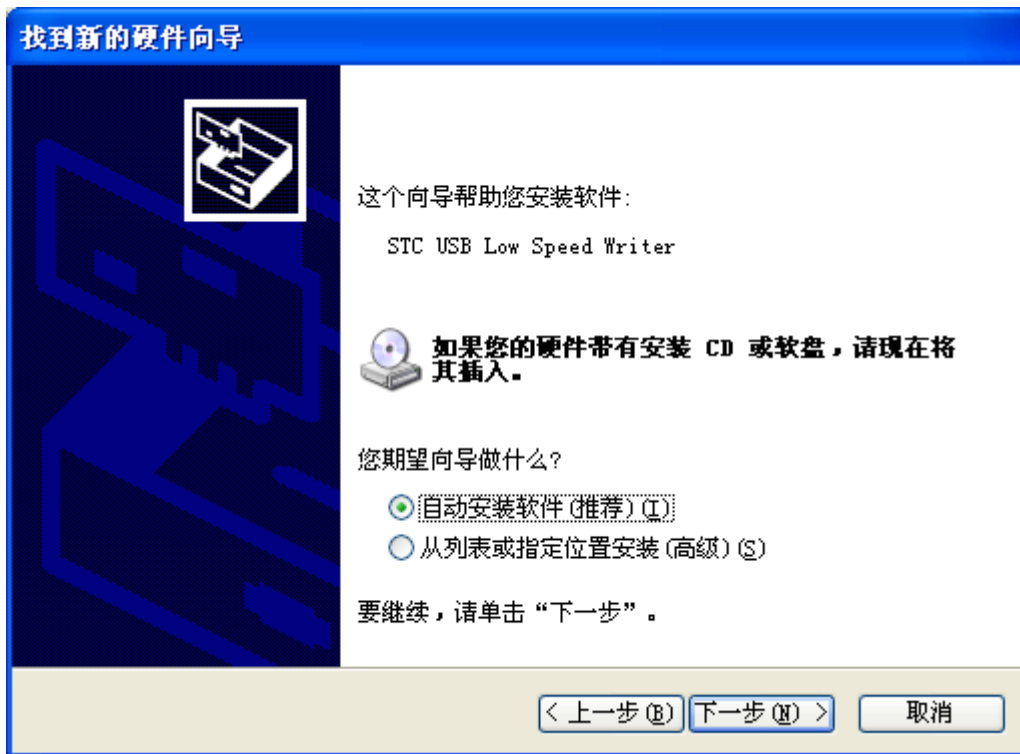 找到新的硬件向导
这个向导帮助您安装软件:
STC USB Low Speed Writer
如果您的硬件带有安装 CD 或软盘，请现在将
其插入。
您期望向导做什么?
自动安装软件(推荐)(I)
从列表或指定位置安装(高级)(S)
要继续，请单击“下一步”。
< 上一步(B) 下一步(N) > 取消